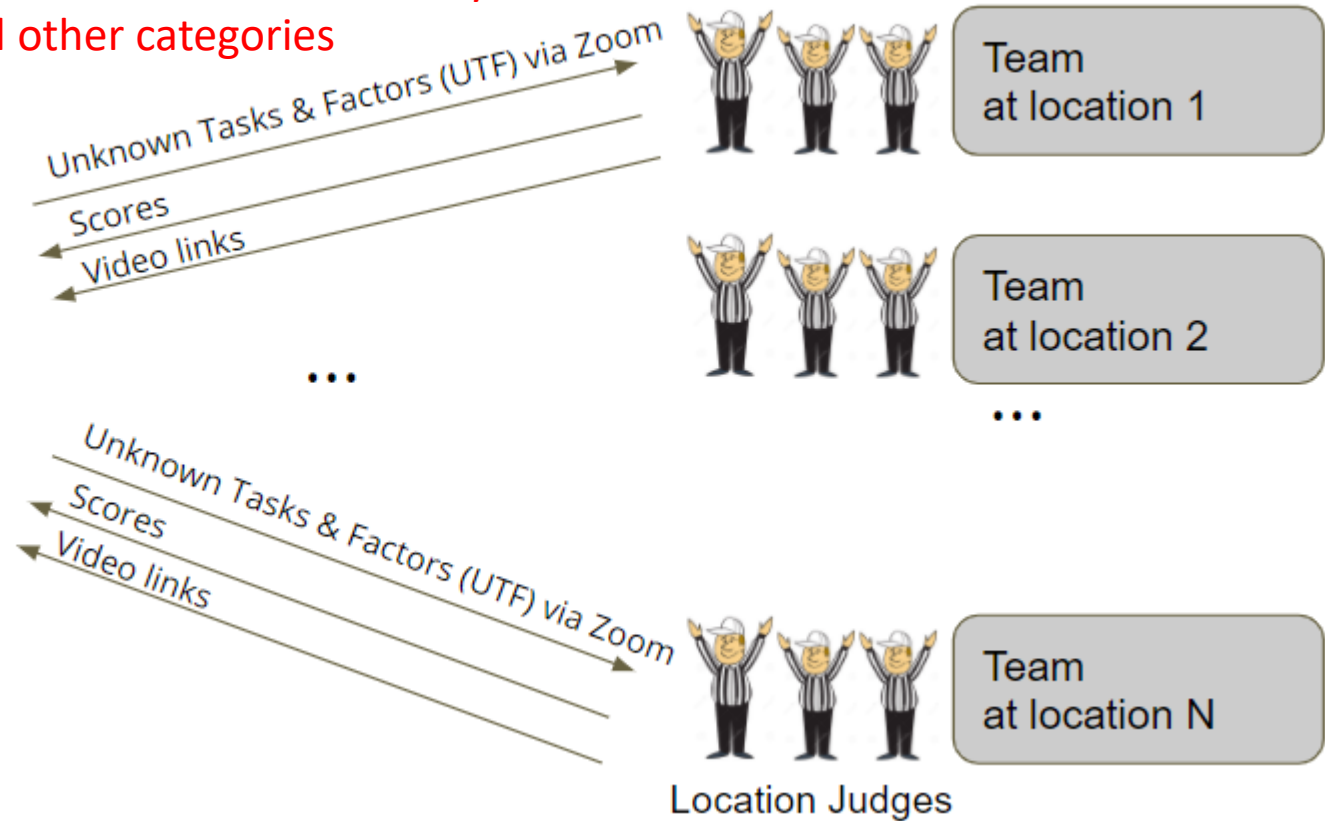 other categories
Unknown Tasks & Factors (UTF) via Zoom
Scores
Video links
Team
at location 1
Team
at location 2
...
...
Unknown Tasks & Factors (UTF) via Zoom
Scores
Video links
Team
at location N
Location Judges